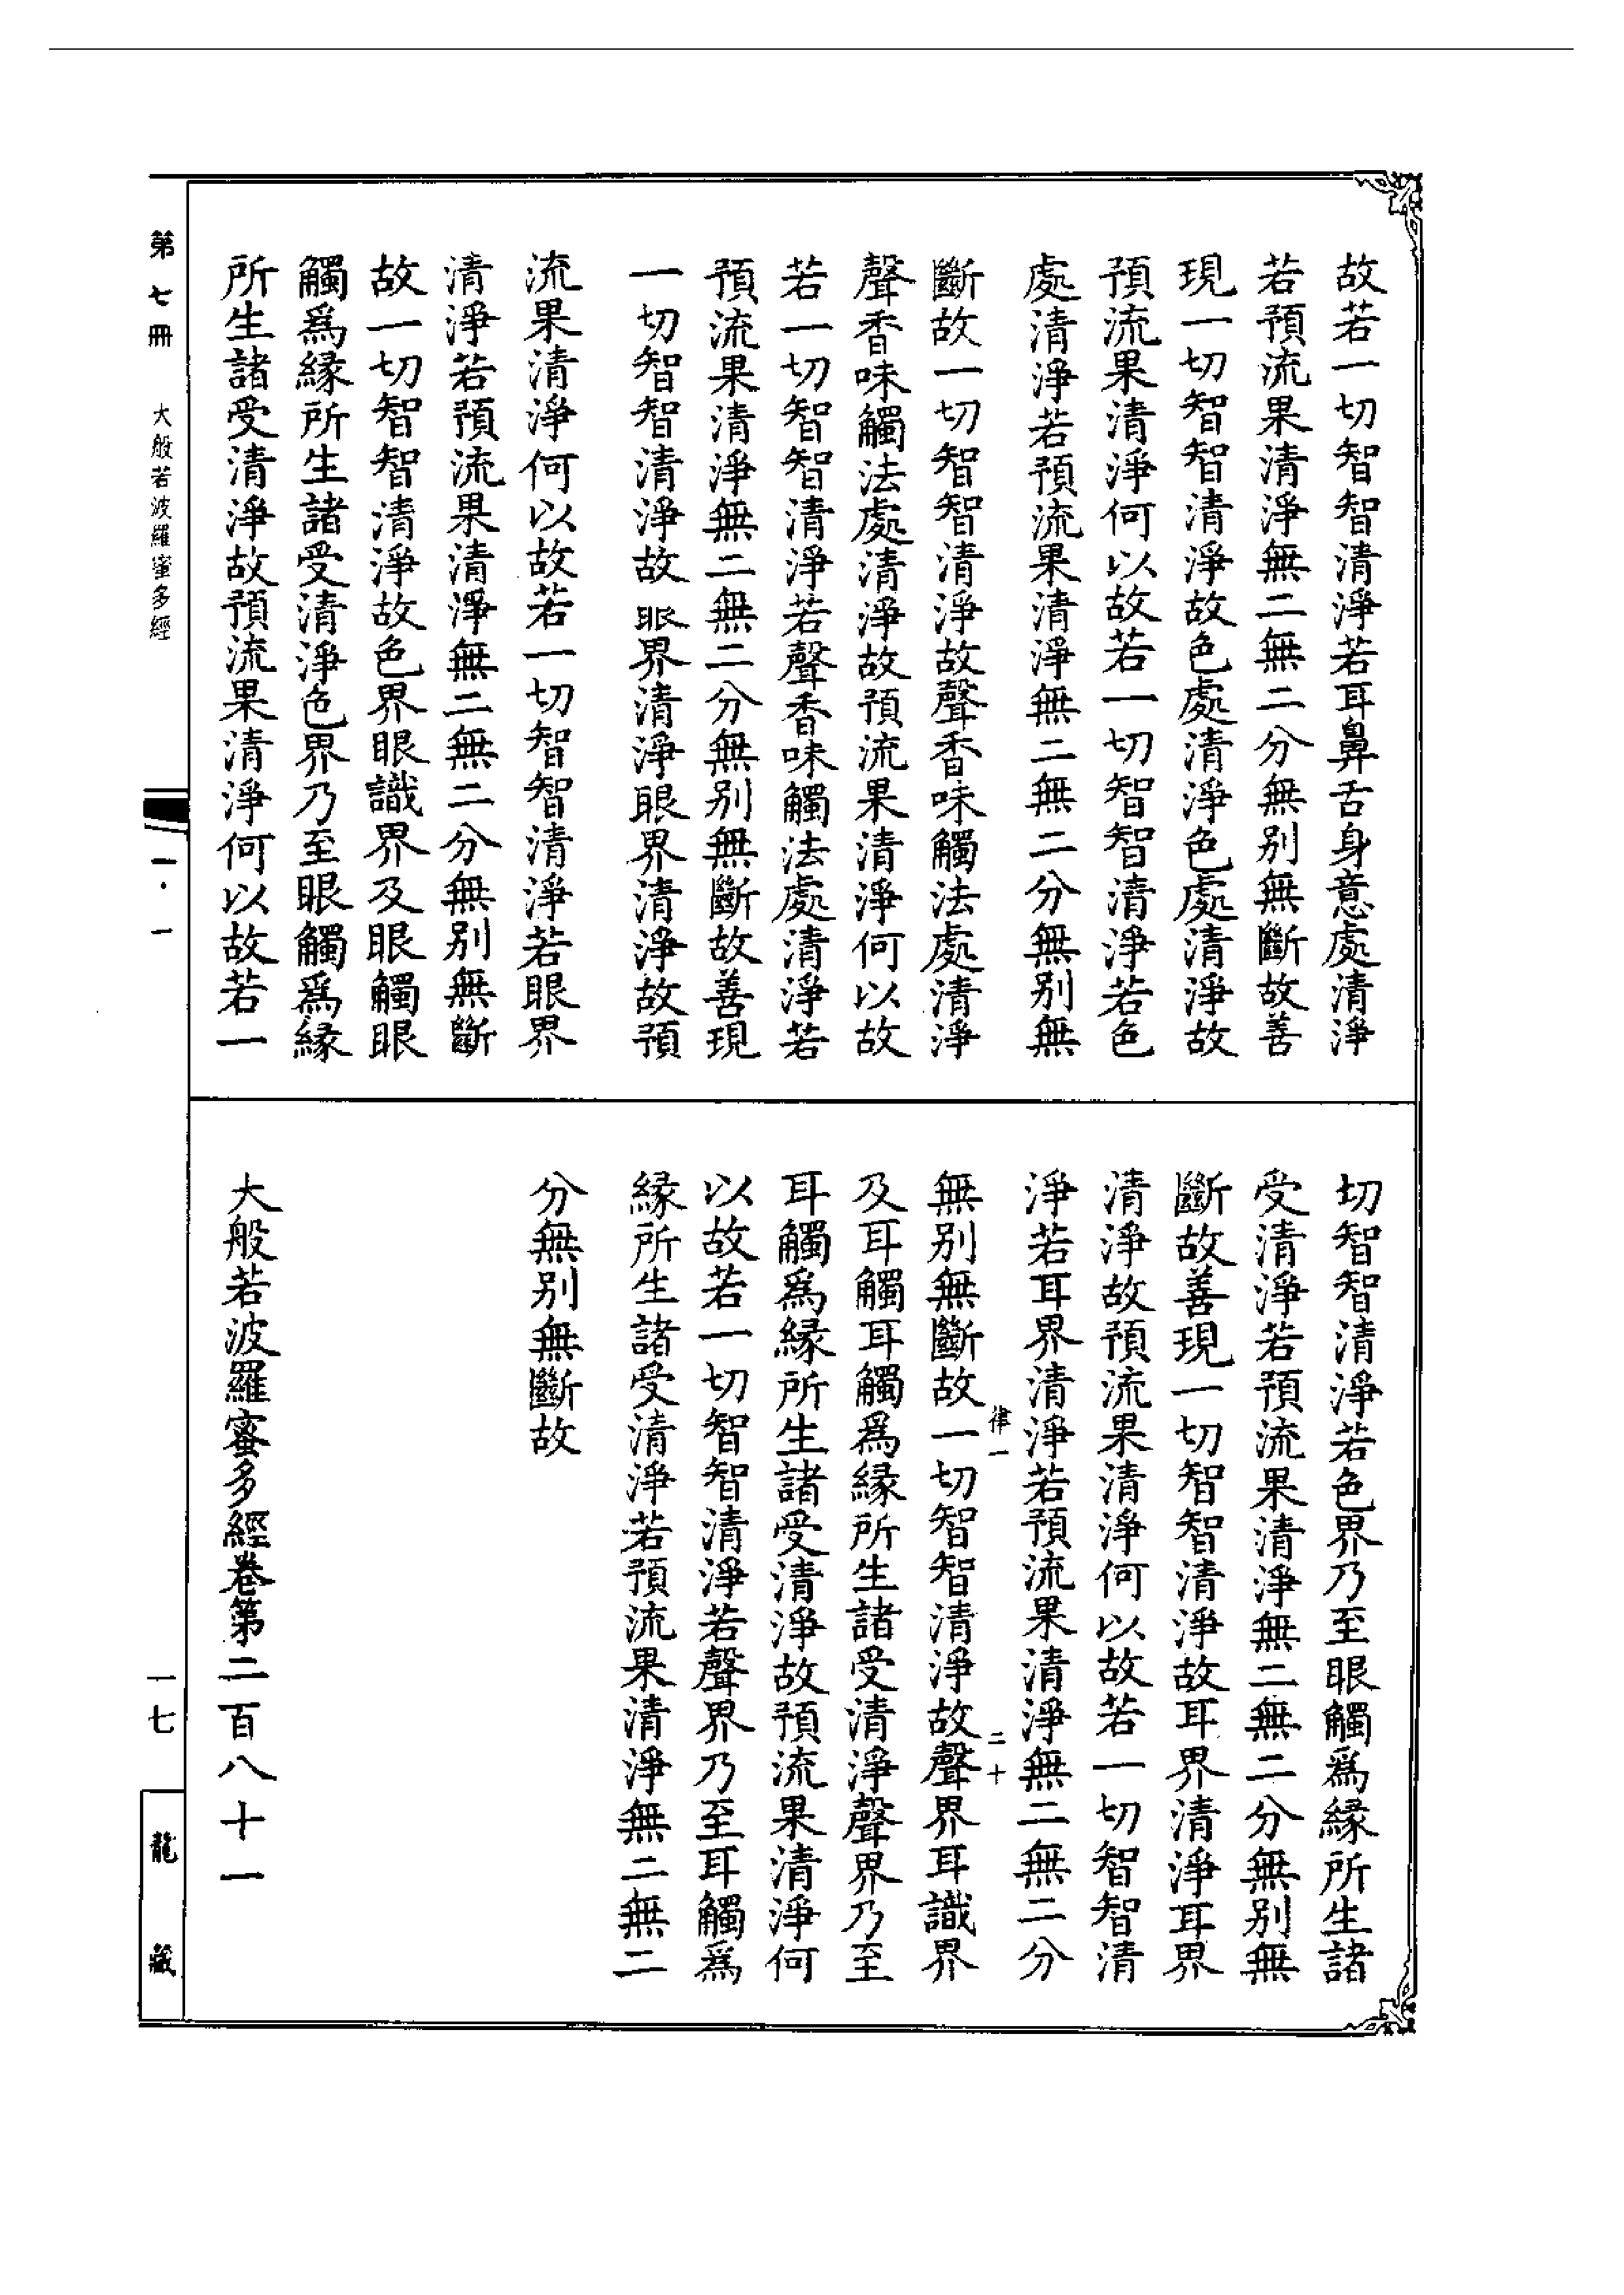 故若一切智智清淨若耳鼻舌身意處清淨
若預流果清淨無二無二分無別無斷故善
現一切智智清淨故色處清淨色處清淨故
預流果清淨何以故若一切智智清淨若色
處清淨若預流果清淨無二無二分無別無
斷故一切智智清淨故聲香味觸法處清淨
聲香味觸法處清淨故預流果清淨何以故
若一切智智清淨若聲香味觸法處清淨若
預流果清淨無二無二分無別無斷故善現
一切智智清淨故眼界清淨眼界清淨故預
流果清淨何以故若一切智智清淨若眼界
清淨若預流果清淨無二無二分無別無斷
故一切智智清淨故色界眼識界及眼觸眼
觸爲緣所生諸受清淨色界乃至眼觸爲緣
所生諸受清淨故預流果清淨何以故若一
切智智清淨若色界乃至眼觸爲緣所生諸
受清淨若預流果清淨無二無二分無別無
斷故善現一切智智清淨故耳界清淨耳界
清淨故預流果清淨何以故若一切智智清
淨若耳界清淨若預流果清淨無二無二分
律一 二十
無別無斷故一切智智清淨故聲界耳識界
及耳觸耳觸爲緣所生諸受清淨聲界乃至
耳觸爲緣所生諸受清淨故預流果清淨何
以故若一切智智清淨若聲界乃至耳觸爲
緣所生諸受清淨若預流果清淨無二無二
分無別無斷故
大般若波羅蜜多經卷第二百八十一
第七冊 大般若波羅蜜多經 一・一 一七 龍藏